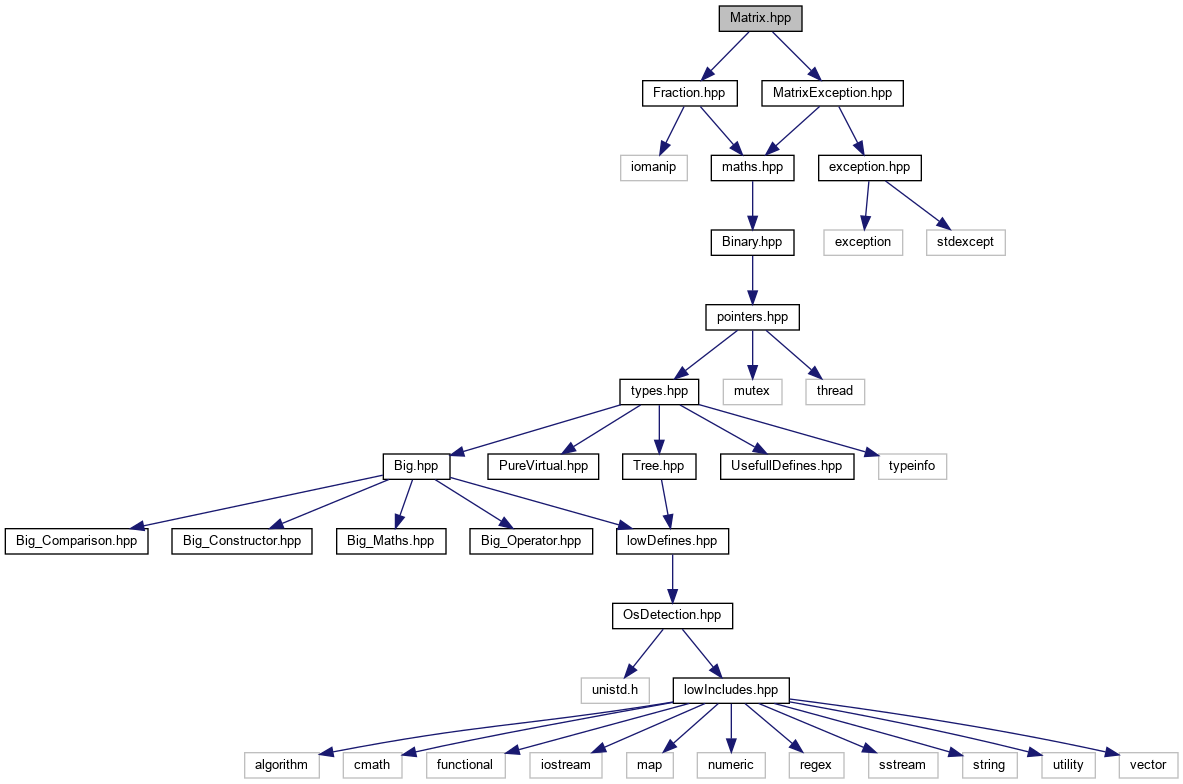 Matrix.hpp
Fraction.hpp
MatrixException.hpp
iomanip
maths.hpp
exception.hpp
Binary.hpp
exception
stdexcept
pointers.hpp
types.hpp
mutex
thread
Big.hpp
PureVirtual.hpp
Tree.hpp
UsefullDefines.hpp
typeinfo
Big_Comparison.hpp
Big_Constructor.hpp
Big_Maths.hpp
Big_Operator.hpp
lowDefines.hpp
OsDetection.hpp
unistd.h
lowIncludes.hpp
algorithm
cmath
functional
iostream
map
numeric
regex
sstream
string
utility
vector